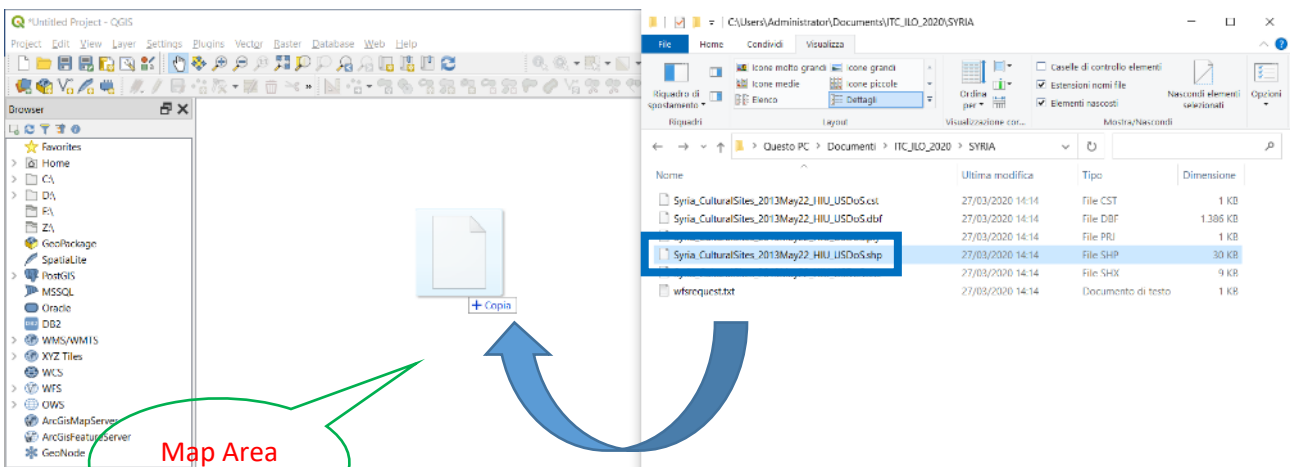 *Untitled Project - QGIS
Project Edit View Layer Settings Plugins Vector Raster Database Web Help
Browser
Favorites
Home
C:\
D:\
F:\
Z:\
GeoPackage
SpatiaLite
PostGIS
MSSQL
Oracle
DB2
WMS/WMTS
XYZ Tiles
WCS
WFS
OWS
ArcGisMapServer
ArcGisFeatureServer
GeoNode
+ Copia
Map Area
C:\Users\Administrator\Documents\ITC_ILO_2020\SYRIA
File Home Condividi Visualizza
Riquadro di spostamento
Icone molto grandi Icone grandi
Icone medie Icone piccole
Elenco Dettagli
Ordina per
Caselle di controllo elementi
Estensioni nomi file
Elementi nascosti
Nascondi elementi selezionati
Opzioni
Riquadri Layout Visualizzazione cor... Mostra/Nascondi
Questo PC > Documenti > ITC_ILO_2020 > SYRIA
Nome Ultima modifica Tipo Dimensione
Syria_CulturalSites_2013May22_HIU_USDoS.cst 27/03/2020 14:14 File CST 1 KB
Syria_CulturalSites_2013May22_HIU_USDoS.dbf 27/03/2020 14:14 File DBF 1.386 KB
27/03/2020 14:14 File PRJ 1 KB
Syria_CulturalSites_2013May22_HIU_USDoS.shp 27/03/2020 14:14 File SHP 30 KB
27/03/2020 14:14 File SHX 9 KB
wfsrequest.txt 27/03/2020 14:14 Documento di testo 1 KB